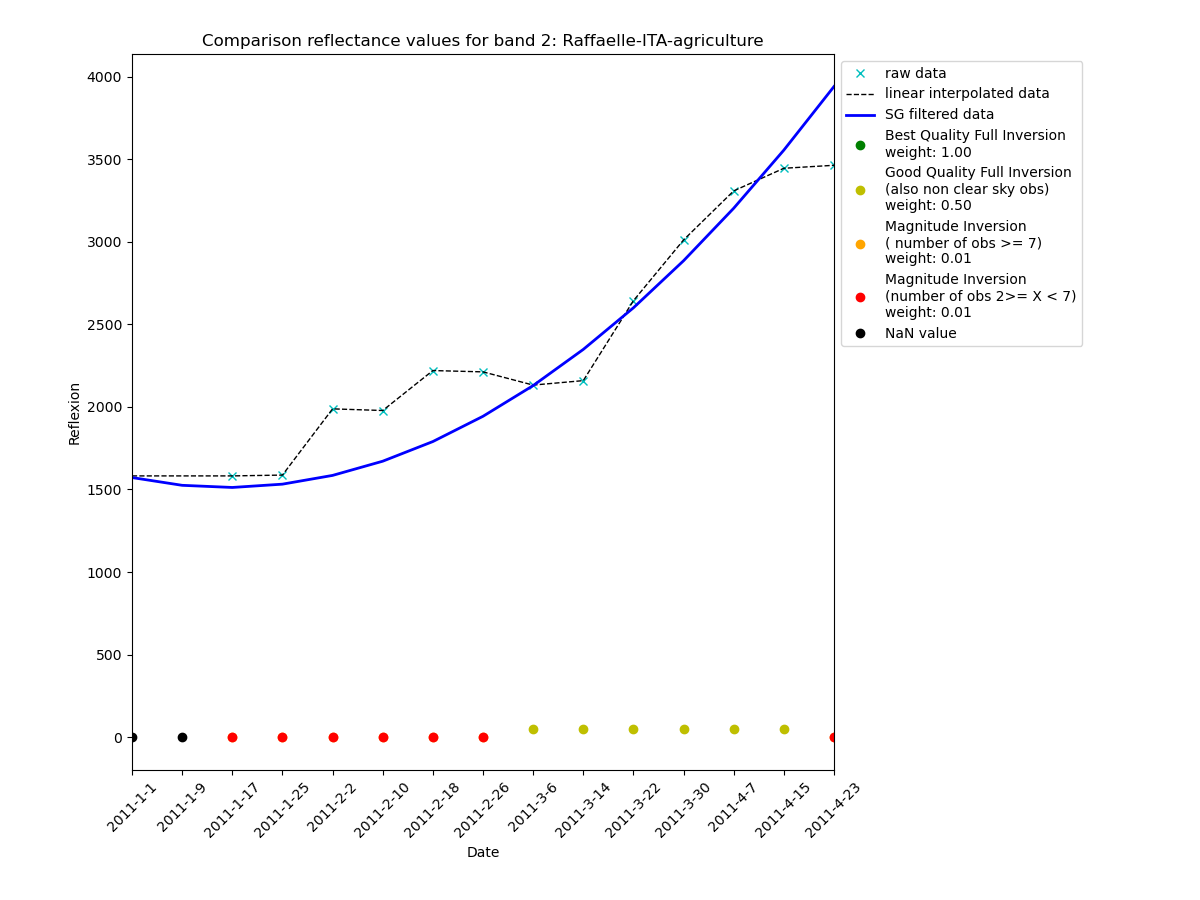 Comparison reflectance values for band 2: Raffaelle-ITA-agriculture
4000
3500
3000
2500
2000
1500
1000
500
0
Reflexion
2011-1-1
2011-1-9
2011-1-17
2011-1-25
2011-2-2
2011-2-10
2011-2-18
2011-2-26
2011-3-6
2011-3-14
2011-3-22
2011-3-30
2011-4-7
2011-4-15
2011-4-23
Date
raw data
linear interpolated data
SG filtered data
Best Quality Full Inversion
weight: 1.00
Good Quality Full Inversion
(also non clear sky obs)
weight: 0.50
Magnitude Inversion
( number of obs >= 7)
weight: 0.01
Magnitude Inversion
(number of obs 2>= X < 7)
weight: 0.01
NaN value